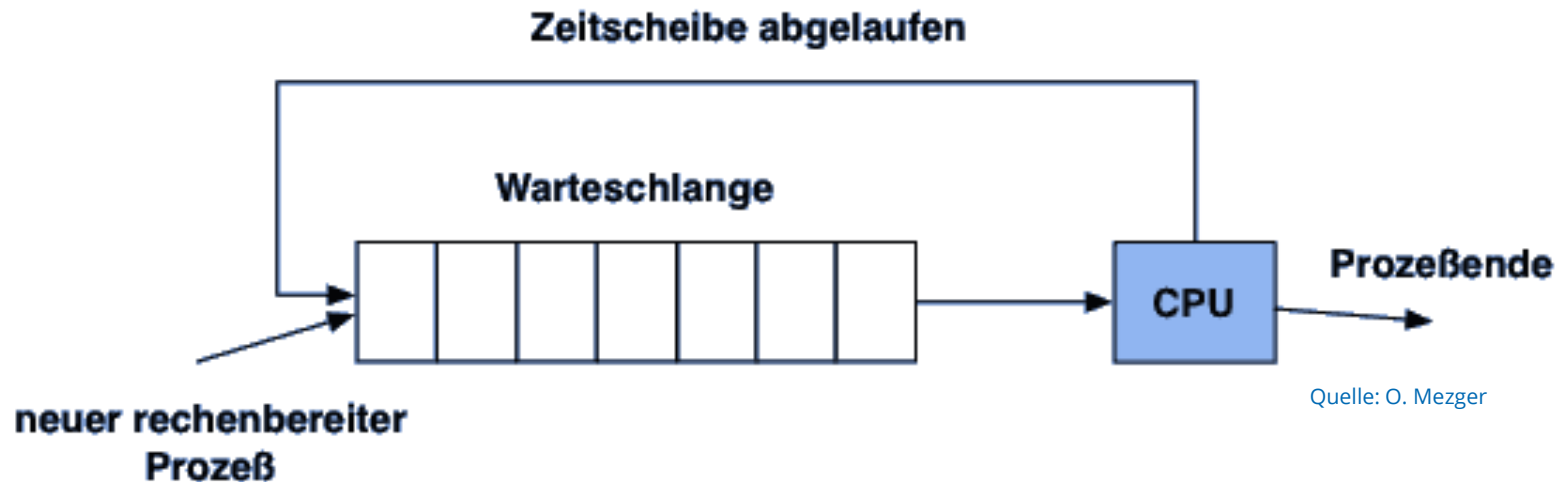 Zeitscheibe abgelaufen
Warteschlange
CPU
Prozeßende
Quelle: O. Mezger
neuer rechenbereiter
Prozeß